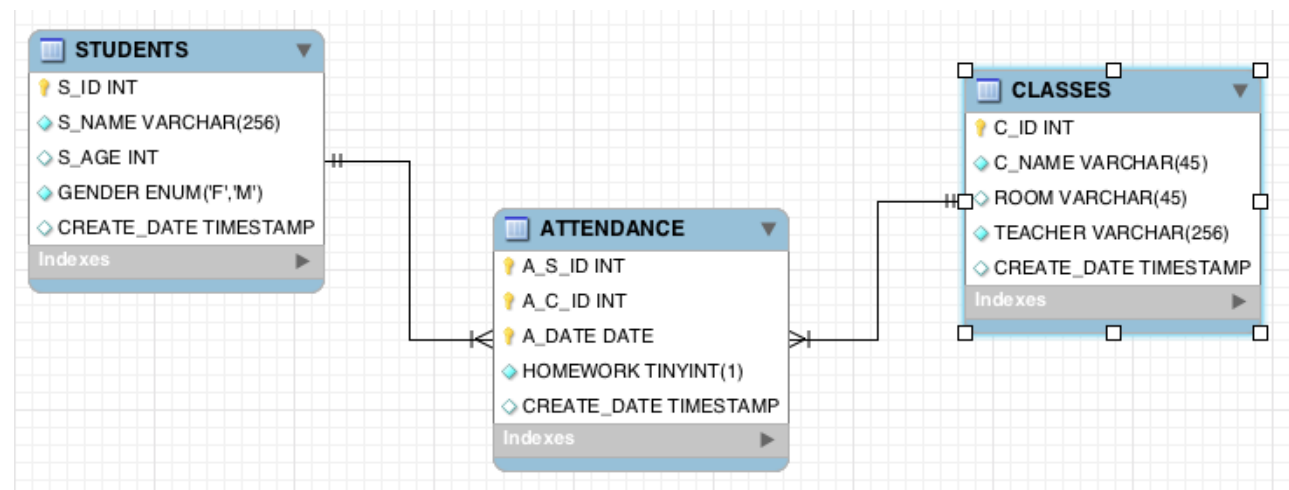 STUDENTS
S_ID INT
S_NAME VARCHAR(256)
S_AGE INT
GENDER ENUM('F','M')
CREATE_DATE TIMESTAMP
Indexes
ATTENDANCE
A_S_ID INT
A_C_ID INT
A_DATE DATE
HOMEWORK TINYINT(1)
CREATE_DATE TIMESTAMP
Indexes
CLASSES
C_ID INT
C_NAME VARCHAR(45)
ROOM VARCHAR(45)
TEACHER VARCHAR(256)
CREATE_DATE TIMESTAMP
Indexes